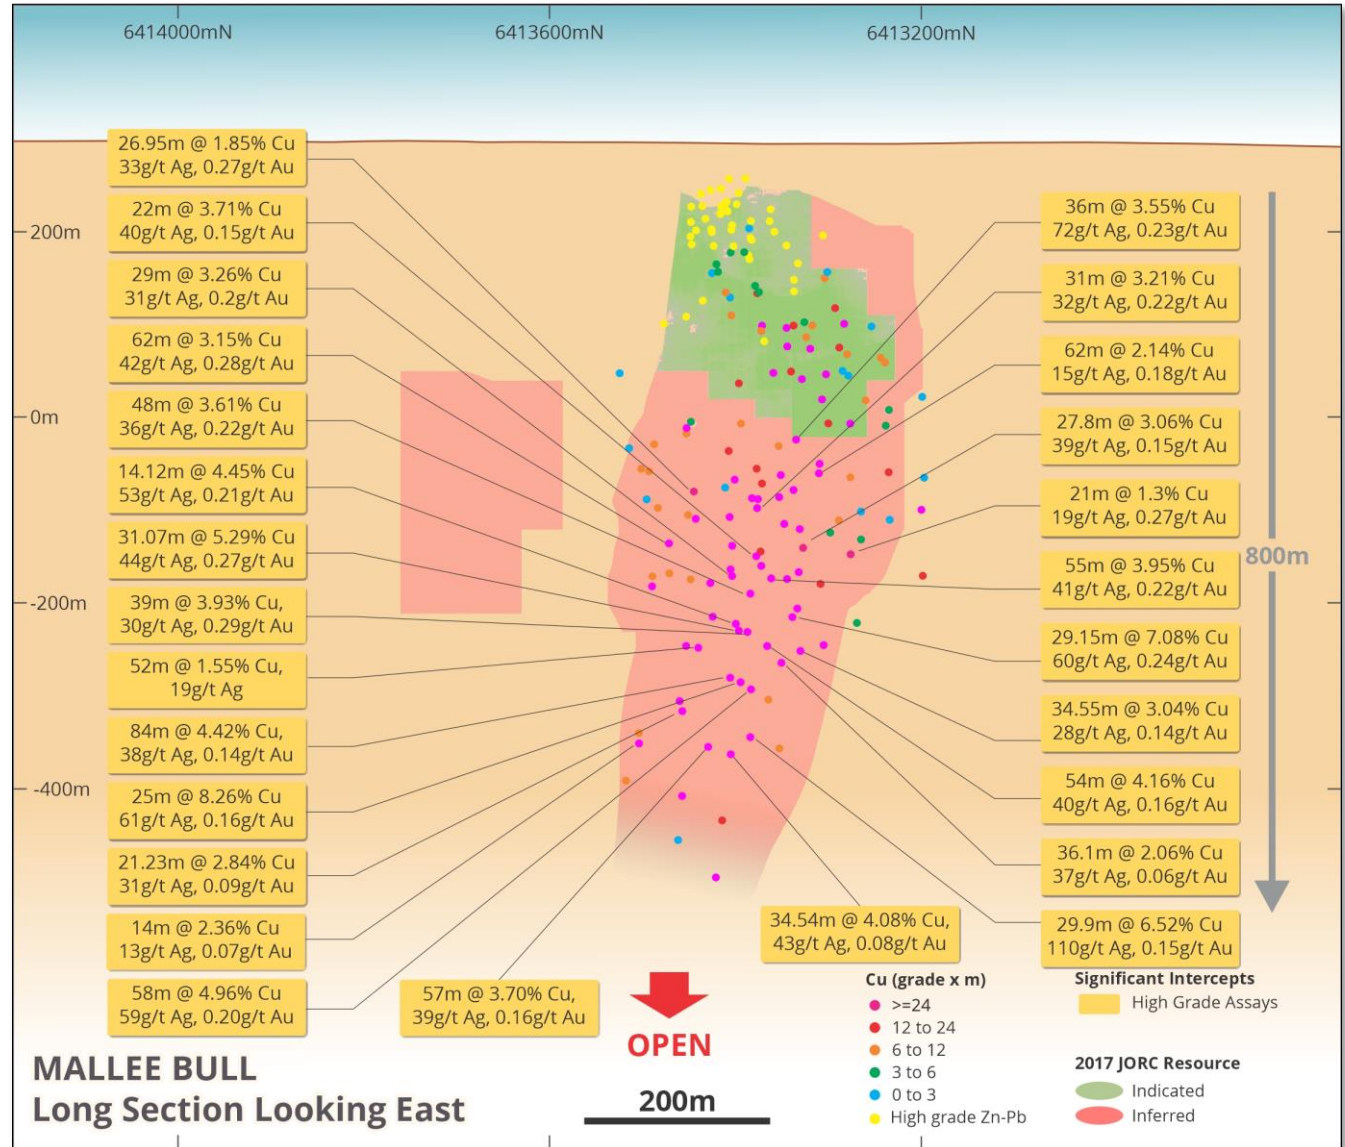 6414000mN
6413600mN
6413200mN
200m
0m
-200m
-400m
26.95m @ 1.85% Cu
33g/t Ag, 0.27g/t Au
22m @ 3.71% Cu
40g/t Ag, 0.15g/t Au
29m @ 3.26% Cu
31g/t Ag, 0.2g/t Au
62m @ 3.15% Cu
42g/t Ag, 0.28g/t Au
48m @ 3.61% Cu
36g/t Ag, 0.22g/t Au
14.12m @ 4.45% Cu
53g/t Ag, 0.21g/t Au
31.07m @ 5.29% Cu
44g/t Ag, 0.27g/t Au
39m @ 3.93% Cu,
30g/t Ag, 0.29g/t Au
52m @ 1.55% Cu,
19g/t Ag
84m @ 4.42% Cu,
38g/t Ag, 0.14g/t Au
25m @ 8.26% Cu
61g/t Ag, 0.16g/t Au
21.23m @ 2.84% Cu
31g/t Ag, 0.09g/t Au
14m @ 2.36% Cu
13g/t Ag, 0.07g/t Au
58m @ 4.96% Cu
59g/t Ag, 0.20g/t Au
57m @ 3.70% Cu,
39g/t Ag, 0.16g/t Au
34.54m @ 4.08% Cu,
43g/t Ag, 0.08g/t Au
36m @ 3.55% Cu
72g/t Ag, 0.23g/t Au
31m @ 3.21% Cu
32g/t Ag, 0.22g/t Au
62m @ 2.14% Cu
15g/t Ag, 0.18g/t Au
27.8m @ 3.06% Cu
39g/t Ag, 0.15g/t Au
21m @ 1.3% Cu
19g/t Ag, 0.27g/t Au
55m @ 3.95% Cu
41g/t Ag, 0.22g/t Au
29.15m @ 7.08% Cu
60g/t Ag, 0.24g/t Au
34.55m @ 3.04% Cu
28g/t Ag, 0.14g/t Au
54m @ 4.16% Cu
40g/t Ag, 0.16g/t Au
36.1m @ 2.06% Cu
37g/t Ag, 0.06g/t Au
29.9m @ 6.52% Cu
110g/t Ag, 0.15g/t Au
800m
OPEN
200m
MALLEE BULL
Long Section Looking East
Cu (grade x m)
>=24
12 to 24
6 to 12
3 to 6
0 to 3
High grade Zn-Pb
Significant Intercepts
High Grade Assays
2017 JORC Resource
Indicated
Inferred